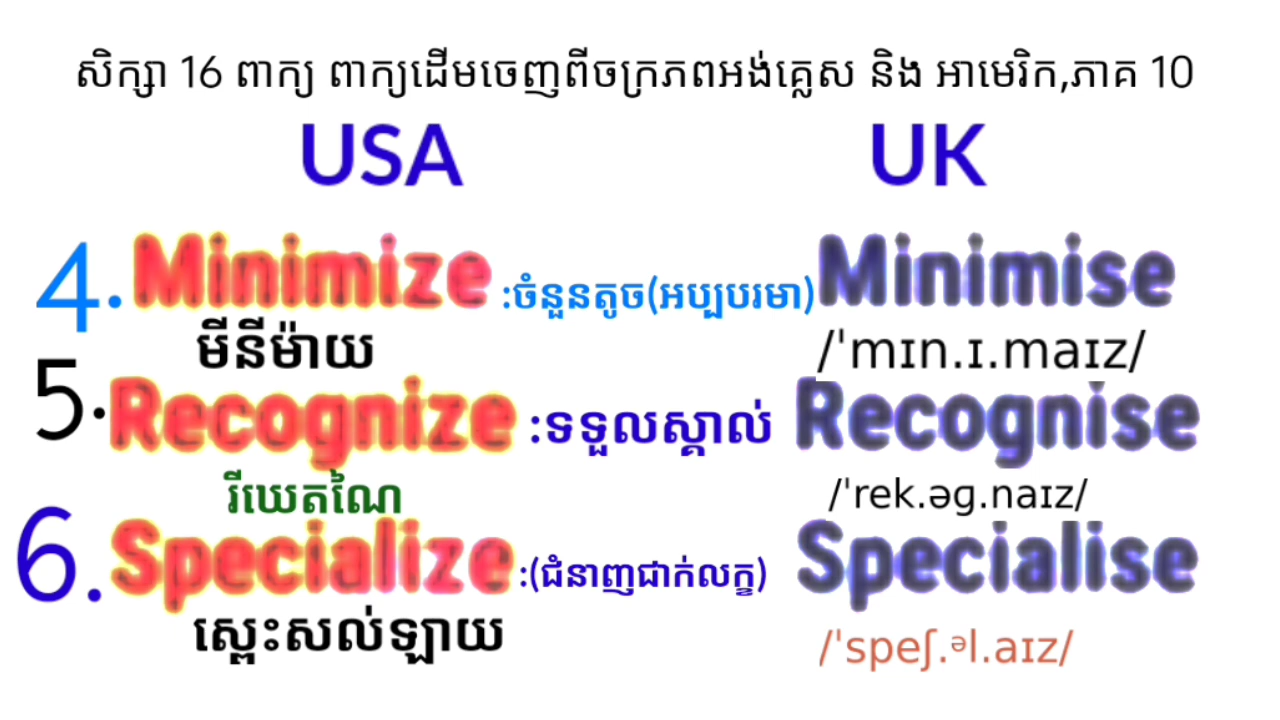 សិក្សា 16 ពាក្យ ពាក្យដើមចេញពីចក្រភពអង់គ្លេស និង អាមេរិក,ភាគ 10
USA UK
4. Minimize :ចំនួនតូច(អប្បបរមា) Minimise
មីនីម៉ាយ /ˈmɪn.ɪ.maɪz/
5. Recognize :ទទួលស្គាល់ Recognise
រីឃេតណៃ /ˈrek.əg.naɪz/
6. Specialize :(ជំនាញជាក់លក្ខ) Specialise
ស្ពេះសល់ឡាយ /ˈspeʃ.ᵊl.aɪz/